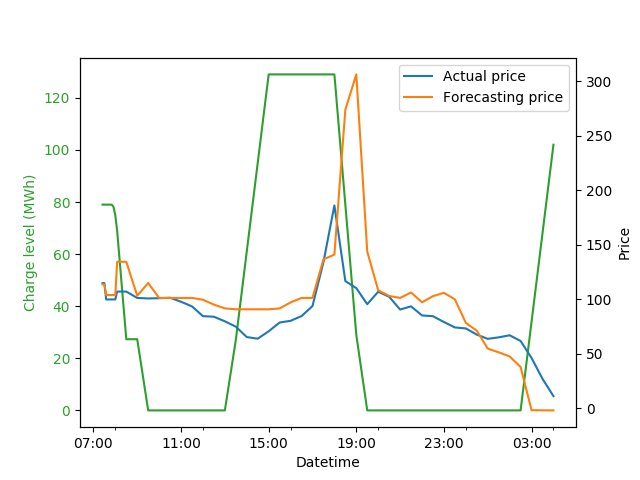 Actual price
Forecasting price
Charge level (MWh)
120
100
80
60
40
20
0
300
250
200
150
100
50
0
Price
07:00 11:00 15:00 19:00 23:00 03:00
Datetime